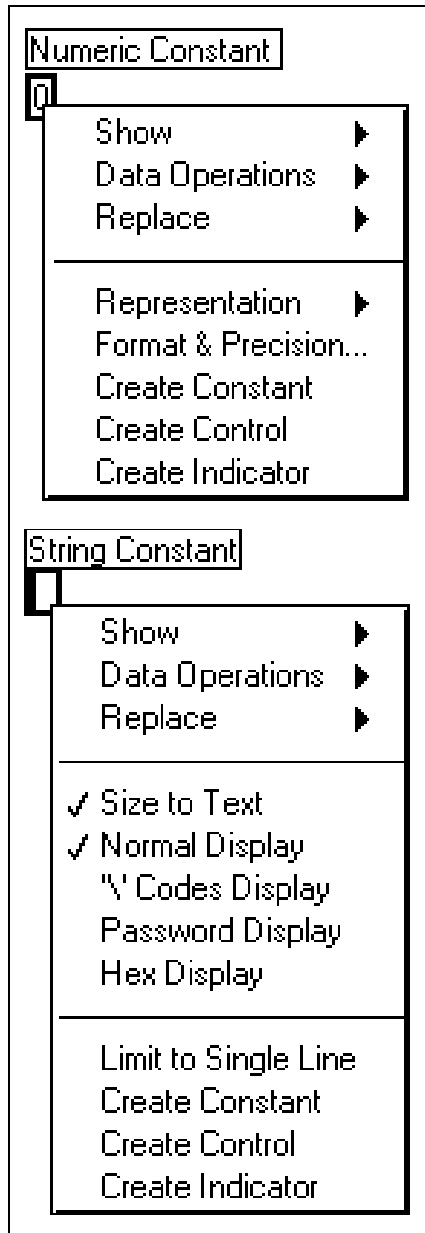 Numeric Constant
0
Show
Data Operations
Replace
Representation
Format & Precision...
Create Constant
Create Control
Create Indicator
String Constant
Show
Data Operations
Replace
✓ Size to Text
✓ Normal Display
'\' Codes Display
Password Display
Hex Display
Limit to Single Line
Create Constant
Create Control
Create Indicator